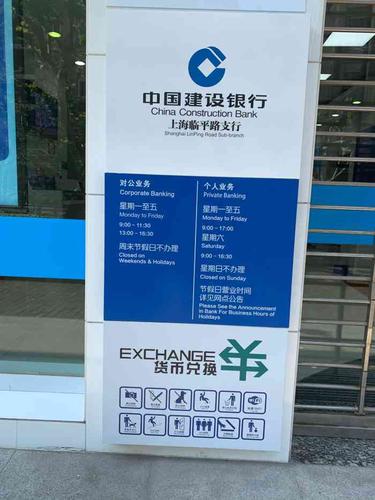 中国建设银行
China Construction Bank
上海临平路支行
Shanghai LinPing Road Sub-branch
对公业务
Corporate Banking
星期一至五
Monday to Friday
9:00 - 11:30
13:00 - 16:30
周末节假日不办理
Closed on
Weekends & Holidays
个人业务
Private Banking
星期一至五
Monday to Friday
9:00 - 17:00
星期六
Saturday
9:00 - 16:30
星期日不办理
Closed on Sunday
节假日营业时间
详见网点公告
Please See the Announcement
in Bank For Business Hours of
Holidays
EXCHANGE
货币兑换